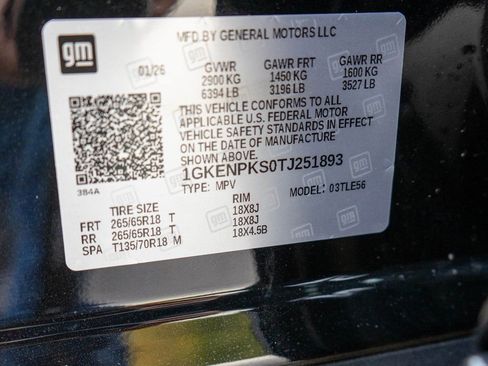 gm
MFD.BY GENERAL MOTORS LLC
01/26 GVWR GAWR FRT GAWR RR
2900 KG 1450 KG 1600 KG
6394 LB 3196 LB 3527 LB
THIS VEHICLE CONFORMS TO ALL
APPLICABLE U.S. FEDERAL MOTOR
VEHICLE SAFETY STANDARDS IN EFFECT
ON THE DATE OF MANUFACTURE
SHOWN ABOVE.
1GKENPKS0TJ251893
3B4A
TYPE: MPV MODEL: 03TLE56
TIRE SIZE RIM
FRT 265/65R18 T 18X8J
RR 265/65R18 T 18X8J
SPA T135/70R18 M 18X4.5B